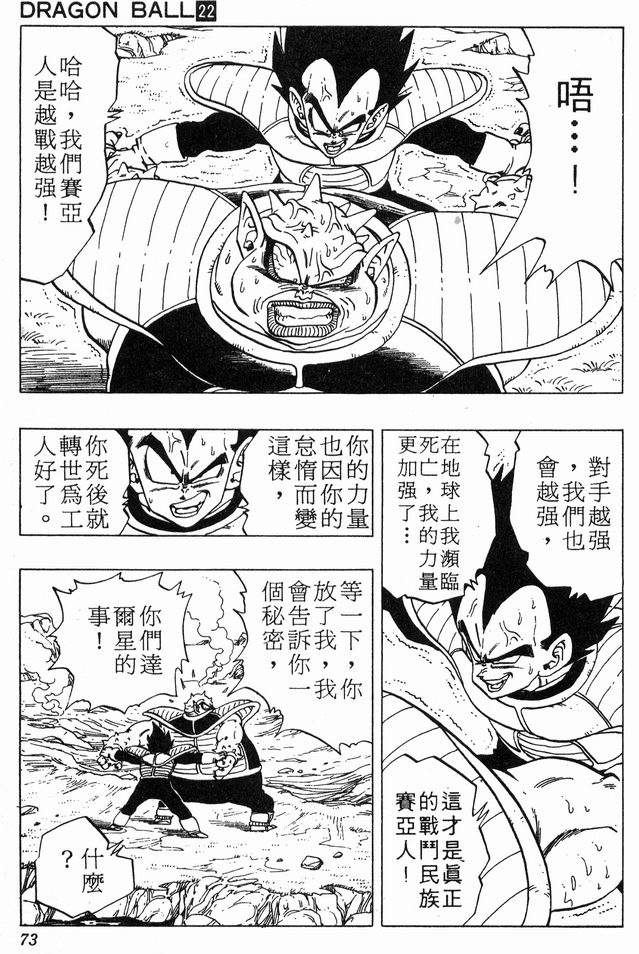 DRAGON BALL 22
唔…！
哈哈，我們賽亞
人是越戰越强！
對手越强
，我們也
會越强，
在地球上我瀕臨
死亡，我的力量
更加强了…
這才是眞正
的戰鬥民族
賽亞人！
你的力量
也因你的
怠惰而變
這樣，
你死後就
轉世爲工
人好了。
等一下，你
放了我，我
會告訴你一
個秘密，
你們達
爾星的
事！
什麼
？
73